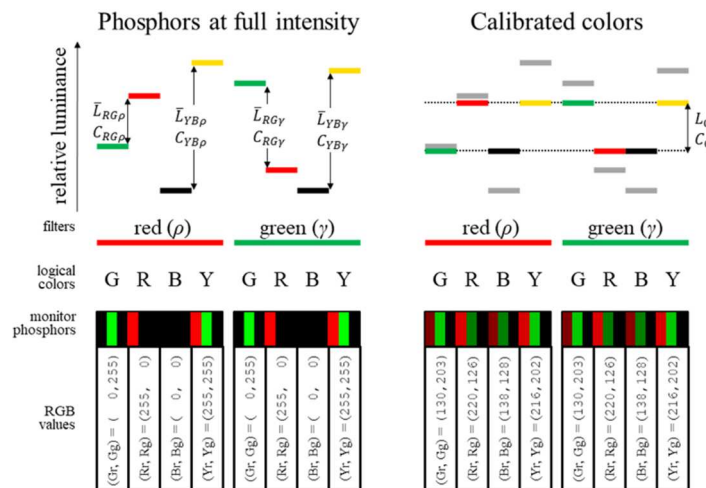 Phosphors at full intensity
Calibrated colors
relative luminance
L̄RGρ
CRGρ
L̄YBρ
CYBρ
L̄RGγ
CRGγ
L̄YBγ
CYBγ
filters
red (ρ)
green (γ)
red (ρ)
green (γ)
logical
colors
G R B Y G R B Y
G R B Y G R B Y
monitor
phosphors
RGB
values
(Gr, Gg) = (  0,255)
(Rr, Rg) = (255,  0)
(Br, Bg) = (  0,  0)
(Yr, Yg) = (255,255)
(Gr, Gg) = (  0,255)
(Rr, Rg) = (255,  0)
(Br, Bg) = (  0,  0)
(Yr, Yg) = (255,255)
(Gr, Gg) = (130,203)
(Rr, Rg) = (220,126)
(Br, Bg) = (138,128)
(Yr, Yg) = (216,202)
(Gr, Gg) = (130,203)
(Rr, Rg) = (220,126)
(Br, Bg) = (138,128)
(Yr, Yg) = (216,202)